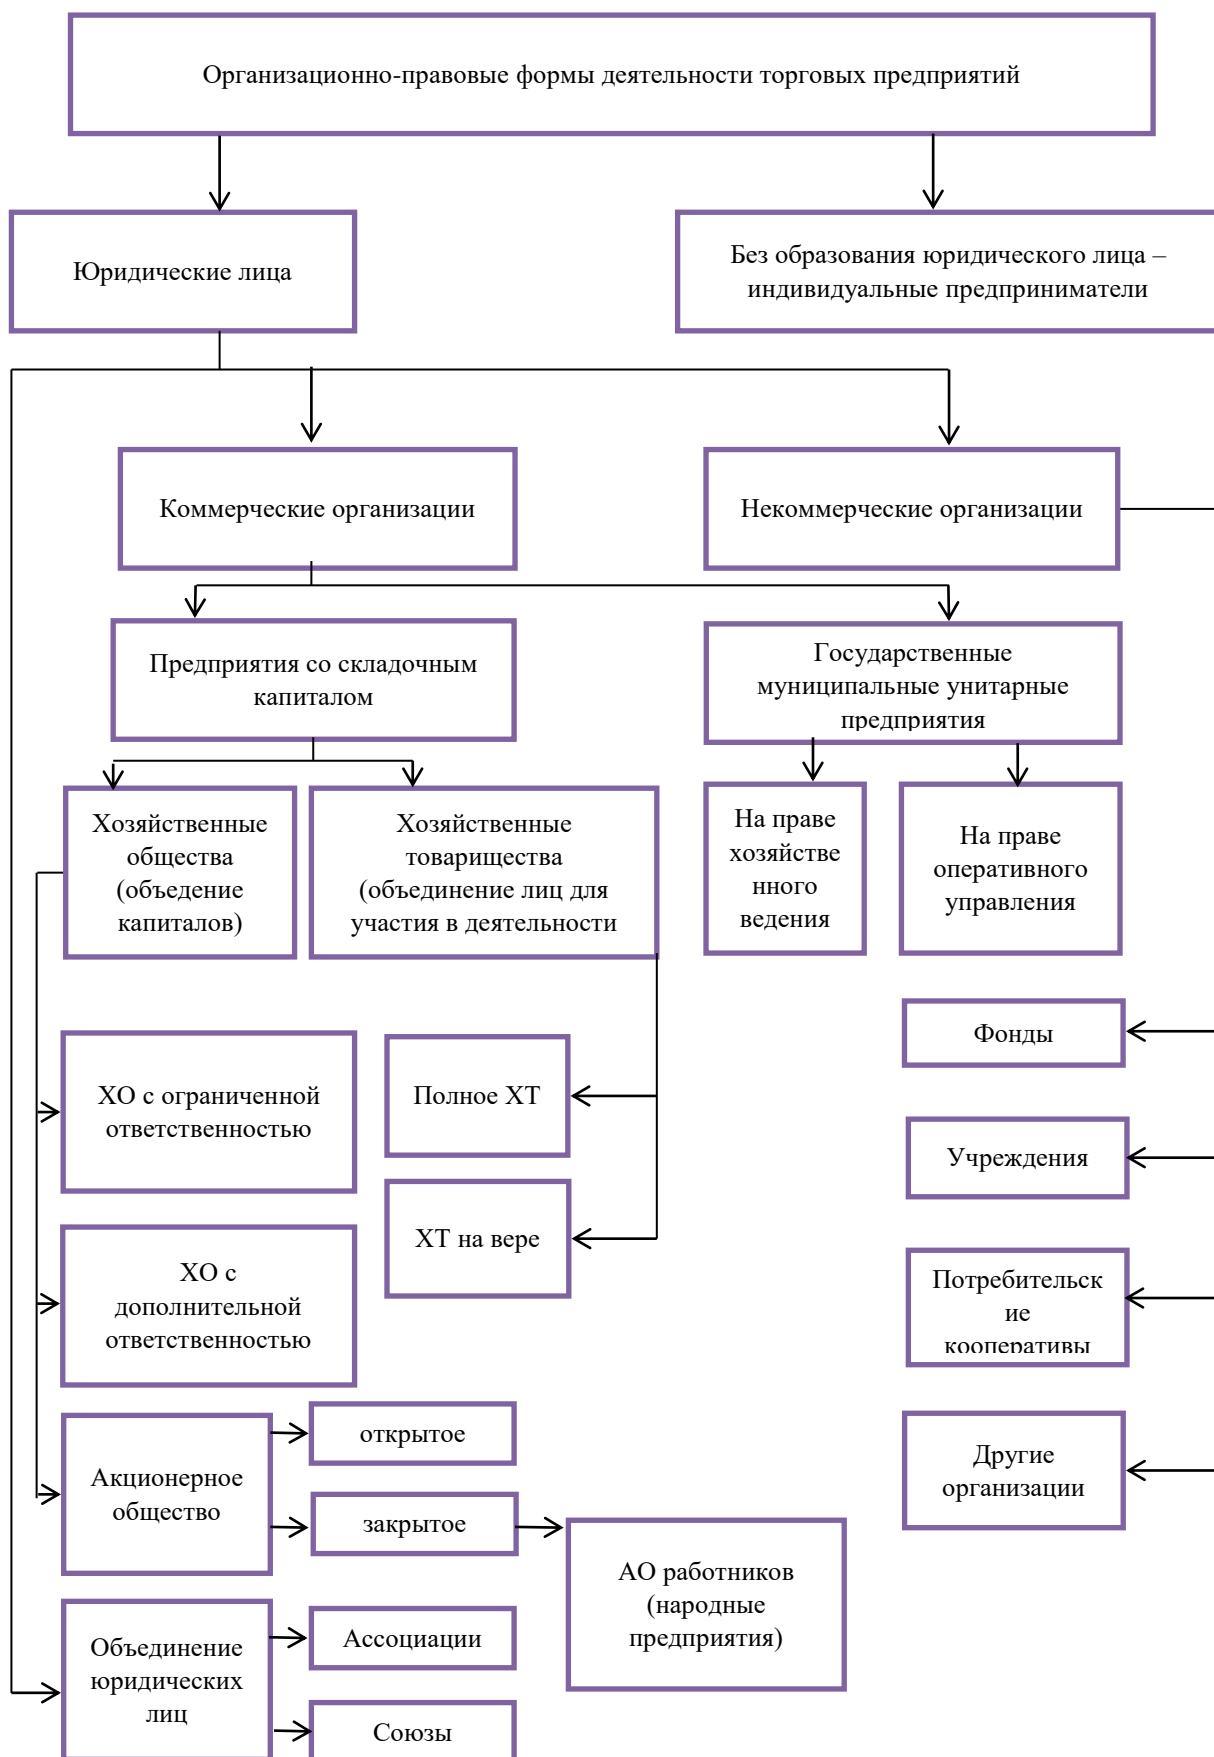 Организационно-правовые формы деятельности торговых предприятий
Юридические лица
Без образования юридического лица –
индивидуальные предприниматели
Коммерческие организации
Некоммерческие организации
Предприятия со складочным
капиталом
Государственные
муниципальные унитарные
предприятия
Хозяйственные
общества
(объедение
капиталов)
Хозяйственные
товарищества
(объединение лиц для
участия в деятельности
На праве
хозяйстве
нного
ведения
На праве
оперативного
управления
Фонды
ХО с ограниченной
ответственностью
Полное ХТ
Учреждения
ХТ на вере
ХО с
дополнительной
ответственностью
Потребительск
ие
кооперативы
Акционерное
общество
открытое
закрытое
Другие
организации
АО работников
(народные
предприятия)
Объединение
юридических
лиц
Ассоциации
Союзы